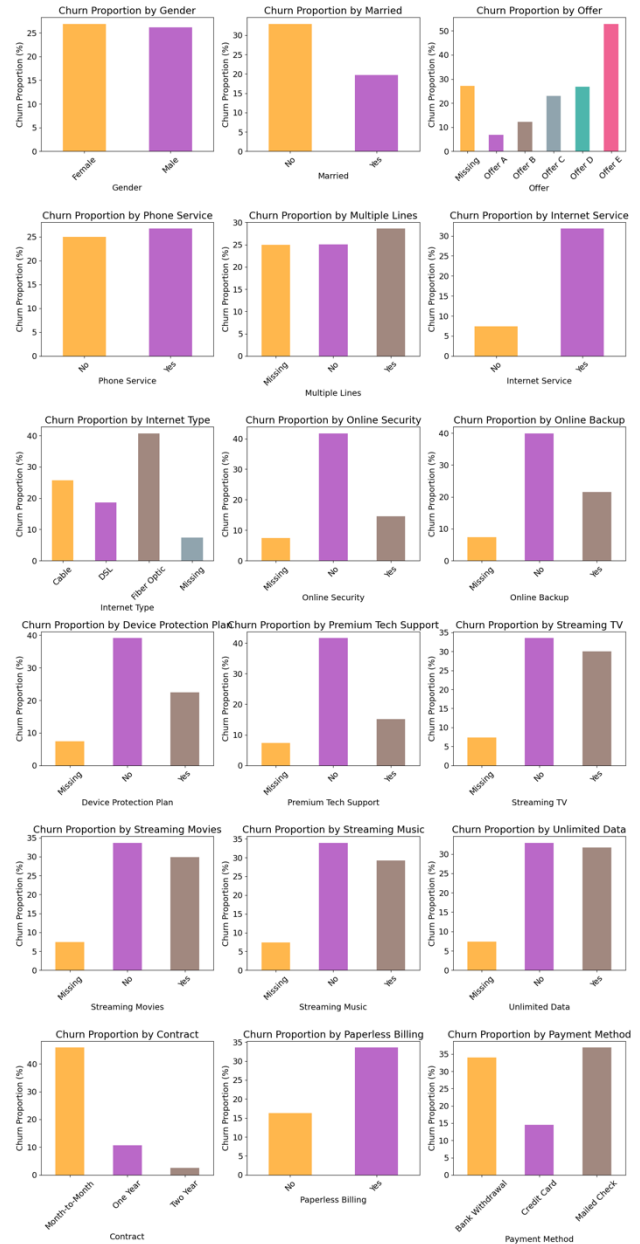 Churn Proportion by Gender
Churn Proportion (%)
25
20
15
10
5
0
Female
Male
Gender
Churn Proportion by Married
Churn Proportion (%)
30
20
10
0
No
Yes
Married
Churn Proportion by Offer
Churn Proportion (%)
50
40
30
20
10
0
Missing
Offer A
Offer B
Offer C
Offer D
Offer E
Offer
Churn Proportion by Phone Service
Churn Proportion (%)
25
20
15
10
5
0
No
Yes
Phone Service
Churn Proportion by Multiple Lines
Churn Proportion (%)
30
25
20
15
10
5
0
Missing
No
Yes
Multiple Lines
Churn Proportion by Internet Service
Churn Proportion (%)
30
25
20
15
10
5
0
No
Yes
Internet Service
Churn Proportion by Internet Type
Churn Proportion (%)
40
30
20
10
0
Cable
DSL
Fiber Optic
Missing
Internet Type
Churn Proportion by Online Security
Churn Proportion (%)
40
30
20
10
0
Missing
No
Yes
Online Security
Churn Proportion by Online Backup
Churn Proportion (%)
40
30
20
10
0
Missing
No
Yes
Online Backup
Churn Proportion by Device Protection Plan
Churn Proportion (%)
40
30
20
10
0
Missing
No
Yes
Device Protection Plan
Churn Proportion by Premium Tech Support
Churn Proportion (%)
40
30
20
10
0
Missing
No
Yes
Premium Tech Support
Churn Proportion by Streaming TV
Churn Proportion (%)
35
30
25
20
15
10
5
0
Missing
No
Yes
Streaming TV
Churn Proportion by Streaming Movies
Churn Proportion (%)
35
30
25
20
15
10
5
0
Missing
No
Yes
Streaming Movies
Churn Proportion by Streaming Music
Churn Proportion (%)
35
30
25
20
15
10
5
0
Missing
No
Yes
Streaming Music
Churn Proportion by Unlimited Data
Churn Proportion (%)
30
25
20
15
10
5
0
Missing
No
Yes
Unlimited Data
Churn Proportion by Contract
Churn Proportion (%)
40
30
20
10
0
Month-to-Month
One Year
Two Year
Contract
Churn Proportion by Paperless Billing
Churn Proportion (%)
35
30
25
20
15
10
5
0
No
Yes
Paperless Billing
Churn Proportion by Payment Method
Churn Proportion (%)
35
30
25
20
15
10
5
0
Bank Withdrawal
Credit Card
Mailed Check
Payment Method